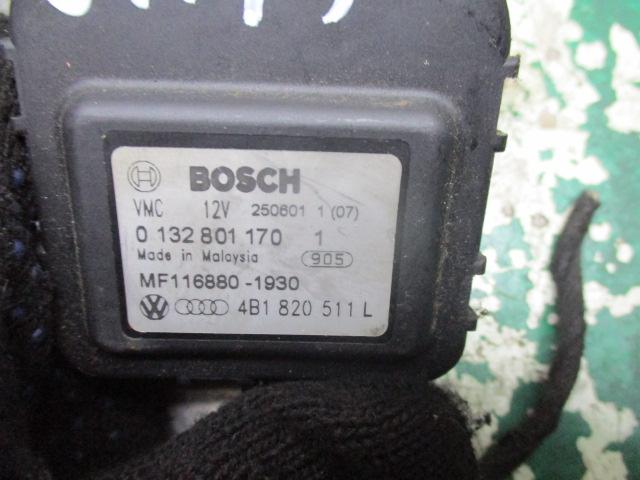 BOSCH
VMC 12V 250601 1 (07)
0 132 801 170 1
Made in Malaysia 905
MF116880 -1930
4B1 820 511 L